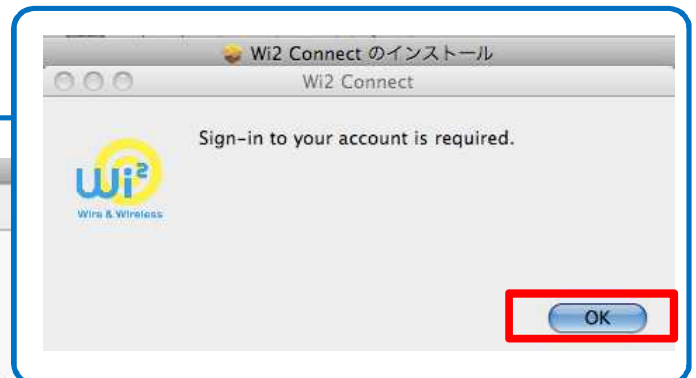 Wi2 Connect のインストール
Wi2 Connect
Sign-in to your account is required.
Wi²
Wire & Wireless
OK